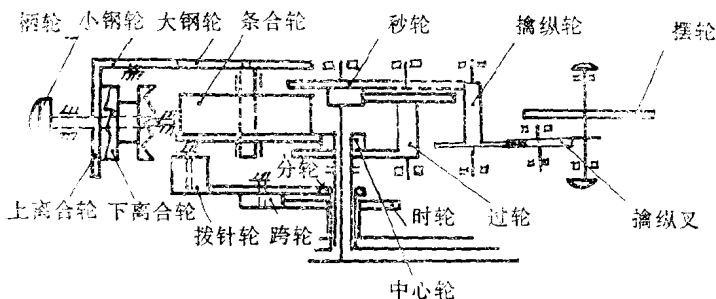 柄轮 小钢轮 大钢轮 条合轮 秒轮 擒纵轮 摆轮
分轮
上离合轮 下离合轮 拨针轮 跨轮 时轮 过轮 擒纵叉
中心轮